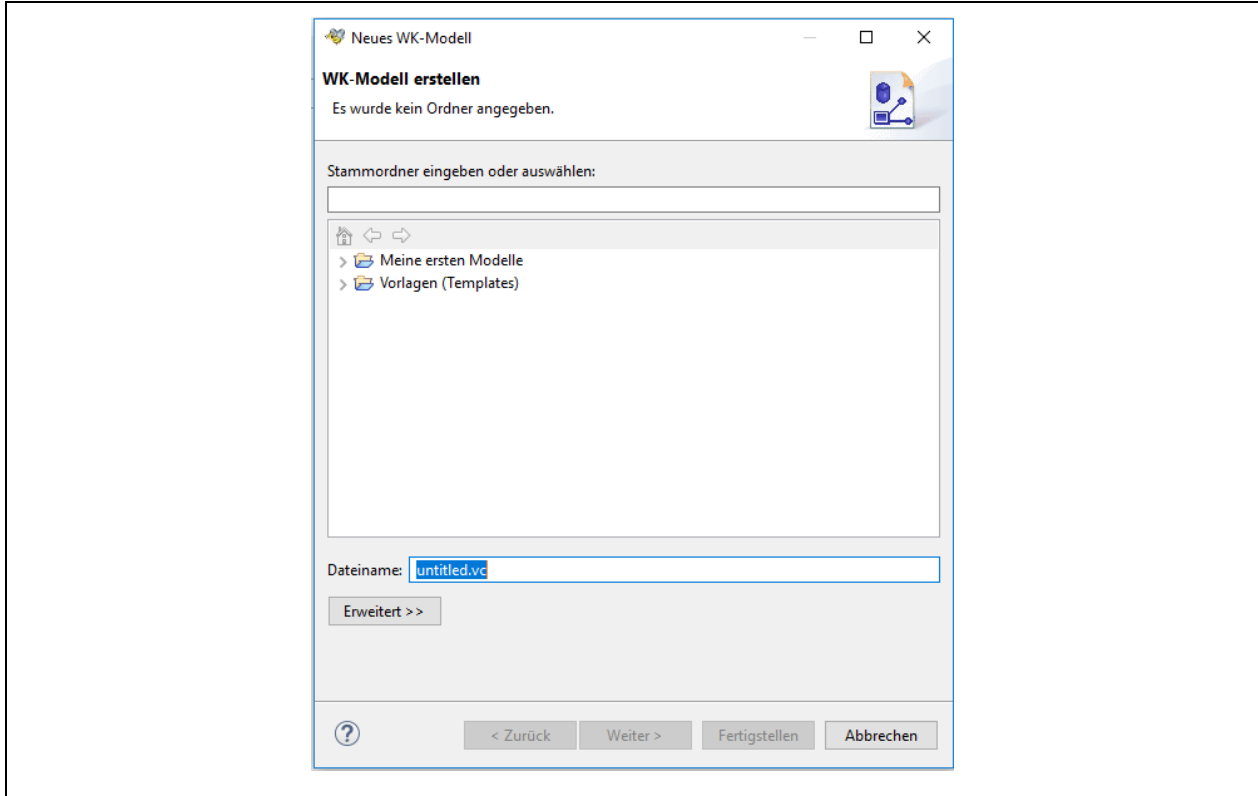 Neues WK-Modell
WK-Modell erstellen
Es wurde kein Ordner angegeben.
Stammordner eingeben oder auswählen:
Meine ersten Modelle
Vorlagen (Templates)
Dateiname: untitled.vc
Erweitert >>
? < Zurück Weiter > Fertigstellen Abbrechen